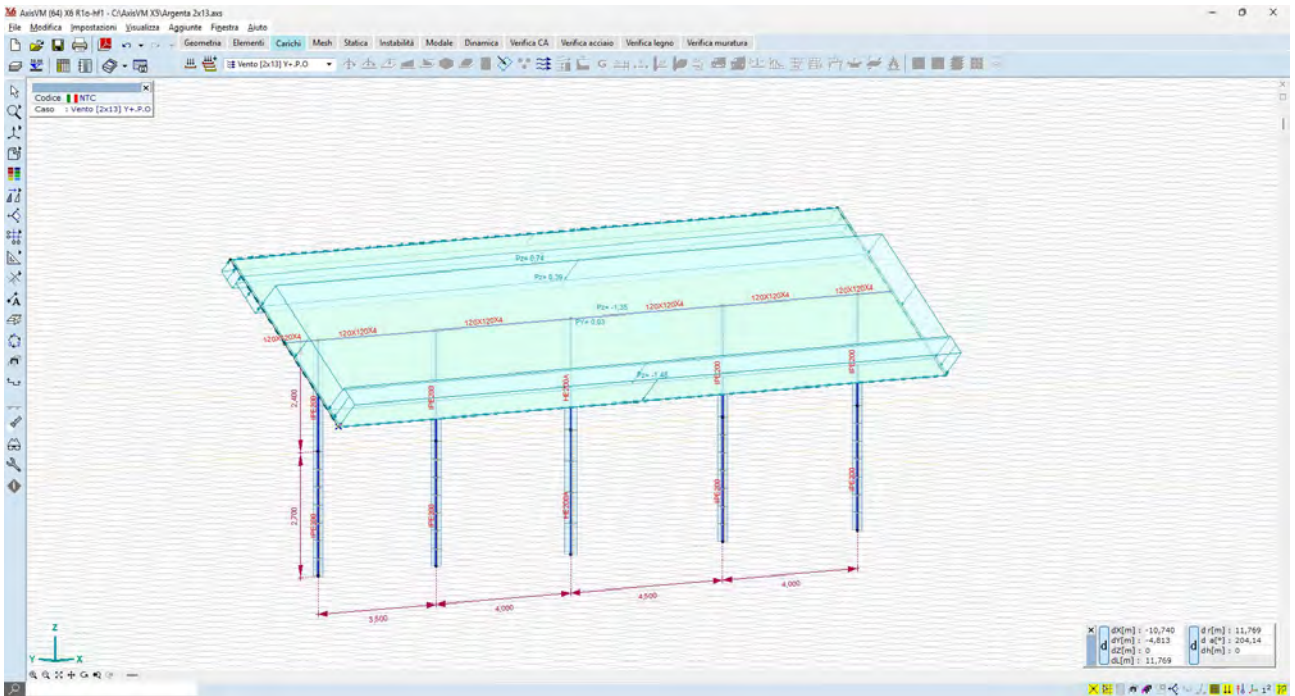 AxisVM (64) X6 R1o-hf1 - C:\AxisVM X5\Argenta 2x13.axs
File Modifica Impostazioni Visualizza Aggiunte Finestra Aiuto
Geometria Elementi Carichi Mesh Statica Instabilità Modale Dinamica Verifica CA Verifica acciaio Verifica legno Verifica muratura
Vento [2x13] Y+.P.O
Codice NTC
Caso : Vento [2x13] Y+.P.O
Pz= 0,74
Pz= 0,39
120X120X4
120X120X4
Pz= -1,35
120X120X4
120X120X4
PY= 0,03
120X120X4
120X120X4
Pz= -1,48
2,400
IPE200
HE200A
IPE200
IPE200
2,700
IPE200
HE200A
IPE200
IPE200
3,500
4,000
4,500
4,000
Z
Y
X
d
dX[m] : -10,740
dY[m] : -4,813
dZ[m] : 0
dL[m] : 11,769
d
d r[m] : 11,769
d a[°] : 204,14
dh[m] : 0